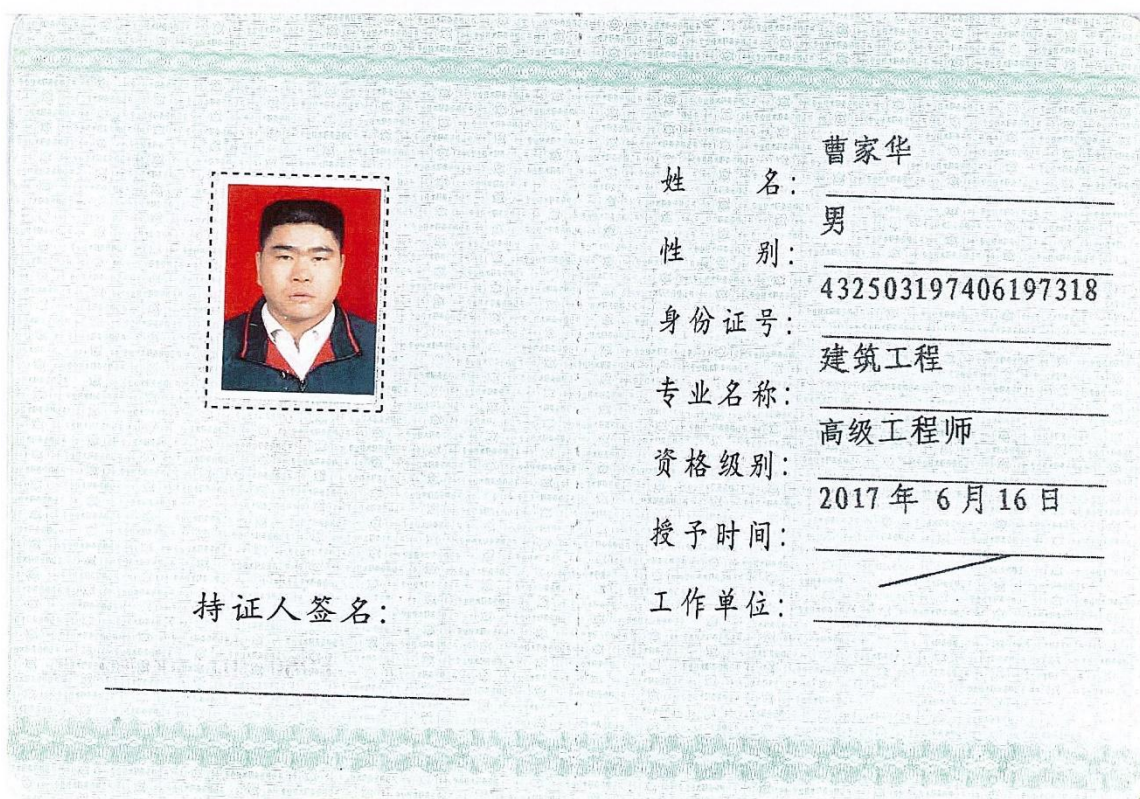 持证人签名:
曹家华
姓 名:
男
性 别:
432503197406197318
身份证号:
建筑工程
专业名称:
高级工程师
资格级别:
2017 年 6 月 16 日
授予时间:
工作单位: